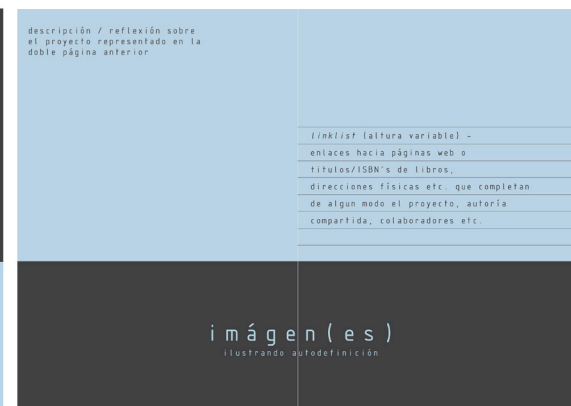 descripción / reflexión sobre
el proyecto representado en la
doble página anterior
linklist (altura variable) –
enlaces hacia páginas web o
titulos/ISBN's de libros,
direcciones físicas etc. que completan
de algun modo el proyecto, autoría
compartida, colaboradores etc.
imágen(es)
ilustrando autodefinición